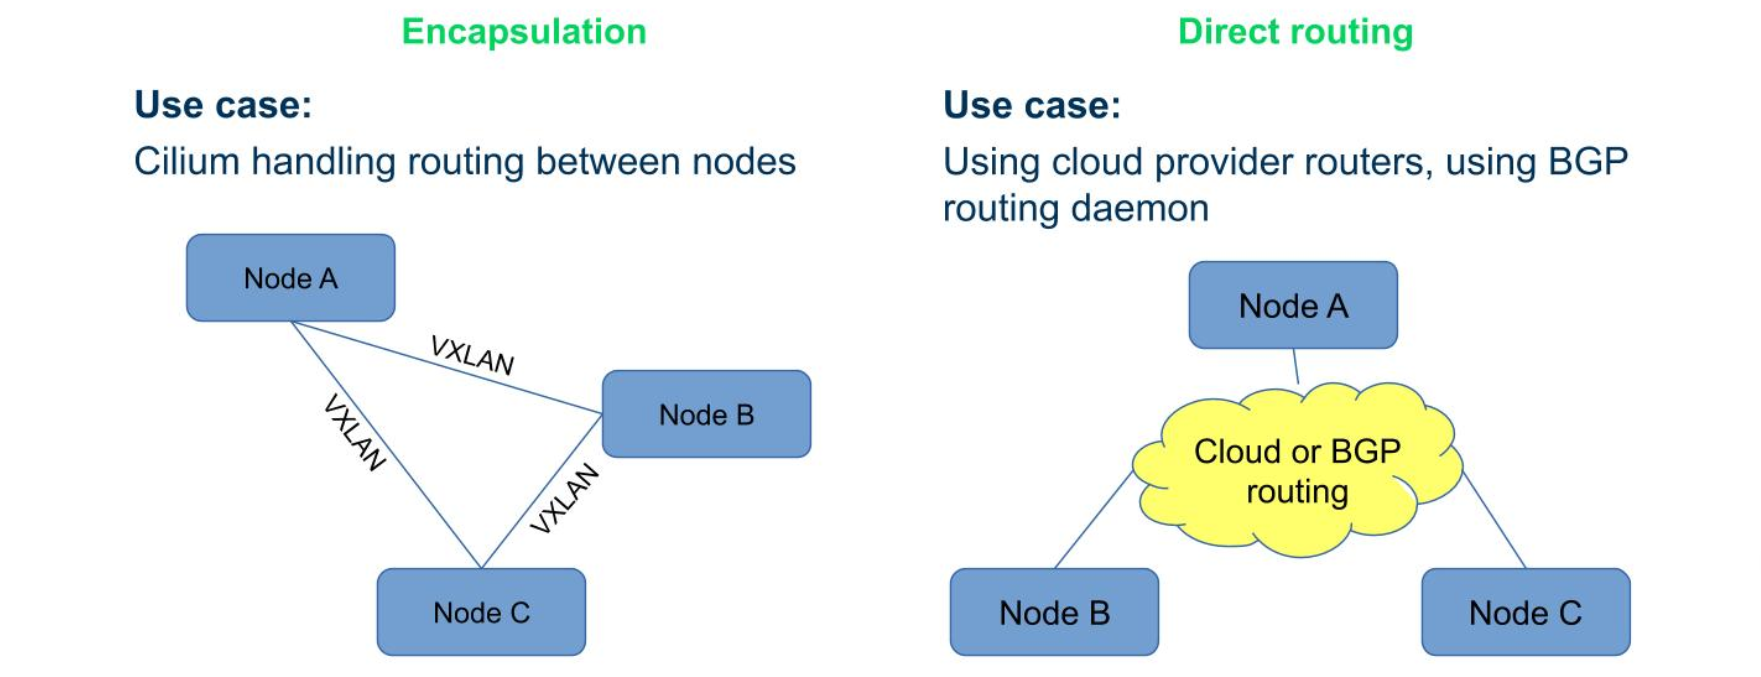 Encapsulation
Use case:
Cilium handling routing between nodes
Node A
VXLAN
VXLAN
Node B
VXLAN
Node C
Direct routing
Use case:
Using cloud provider routers, using BGP
routing daemon
Node A
Cloud or BGP
routing
Node B
Node C